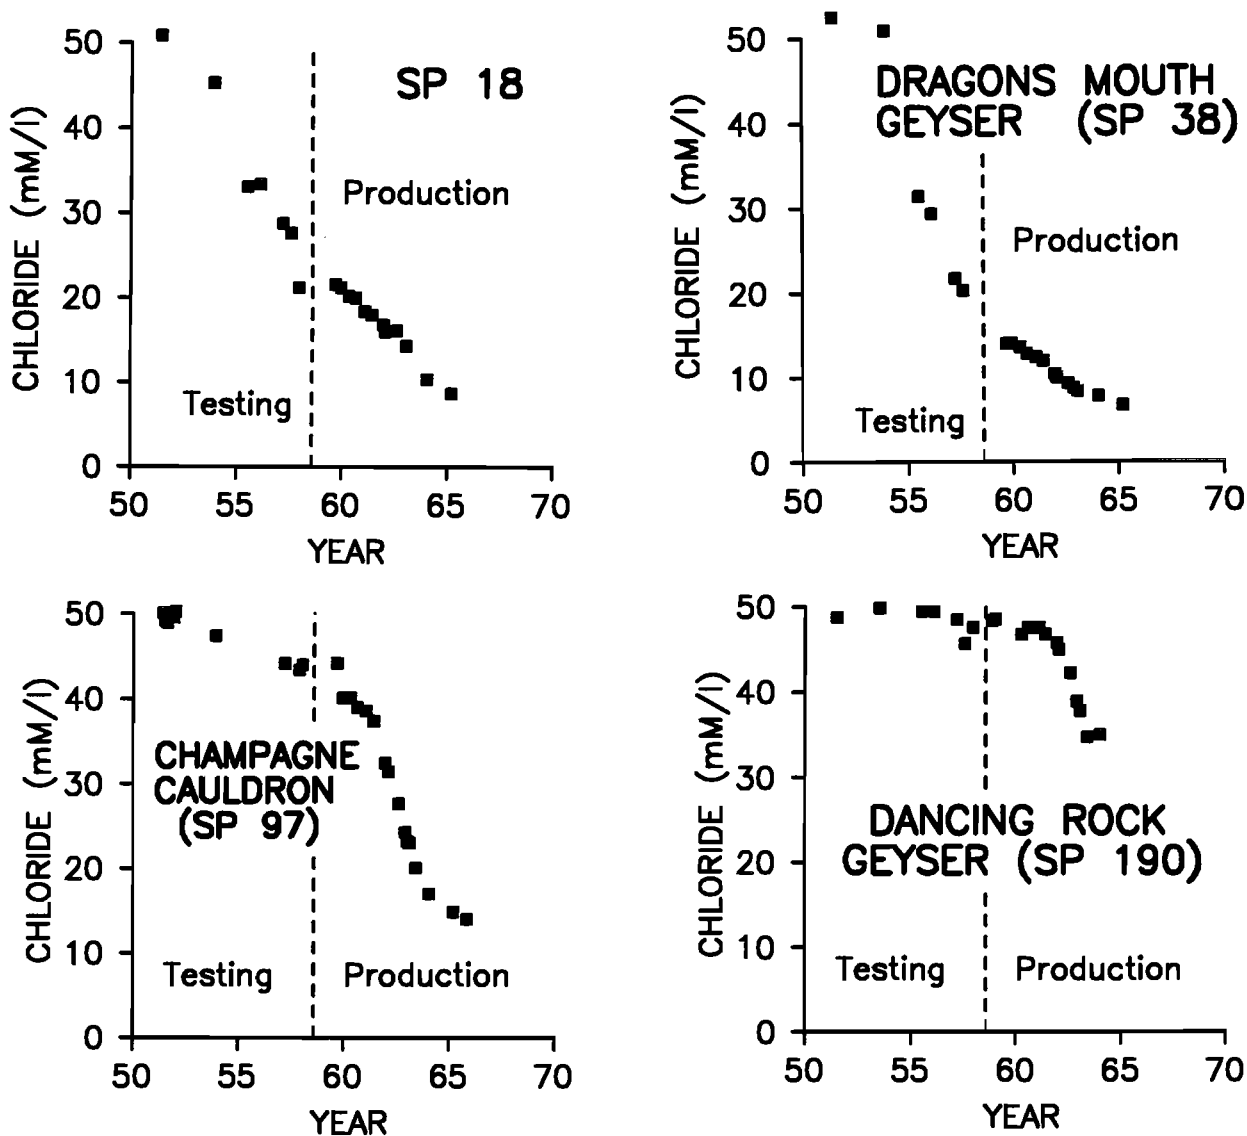 50
40
30
20
10
0
CHLORIDE (mM/l)
SP 18
Production
Testing
50 55 60 65 70
YEAR
50
40
30
20
10
0
CHLORIDE (mM/l)
DRAGONS MOUTH
GEYSER (SP 38)
Production
Testing
50 55 60 65 70
YEAR
50
40
30
20
10
0
CHLORIDE (mM/l)
CHAMPAGNE
CAULDRON
(SP 97)
Testing Production
50 55 60 65 70
YEAR
50
40
30
20
10
0
CHLORIDE (mM/l)
DANCING ROCK
GEYSER (SP 190)
Testing Production
50 55 60 65 70
YEAR